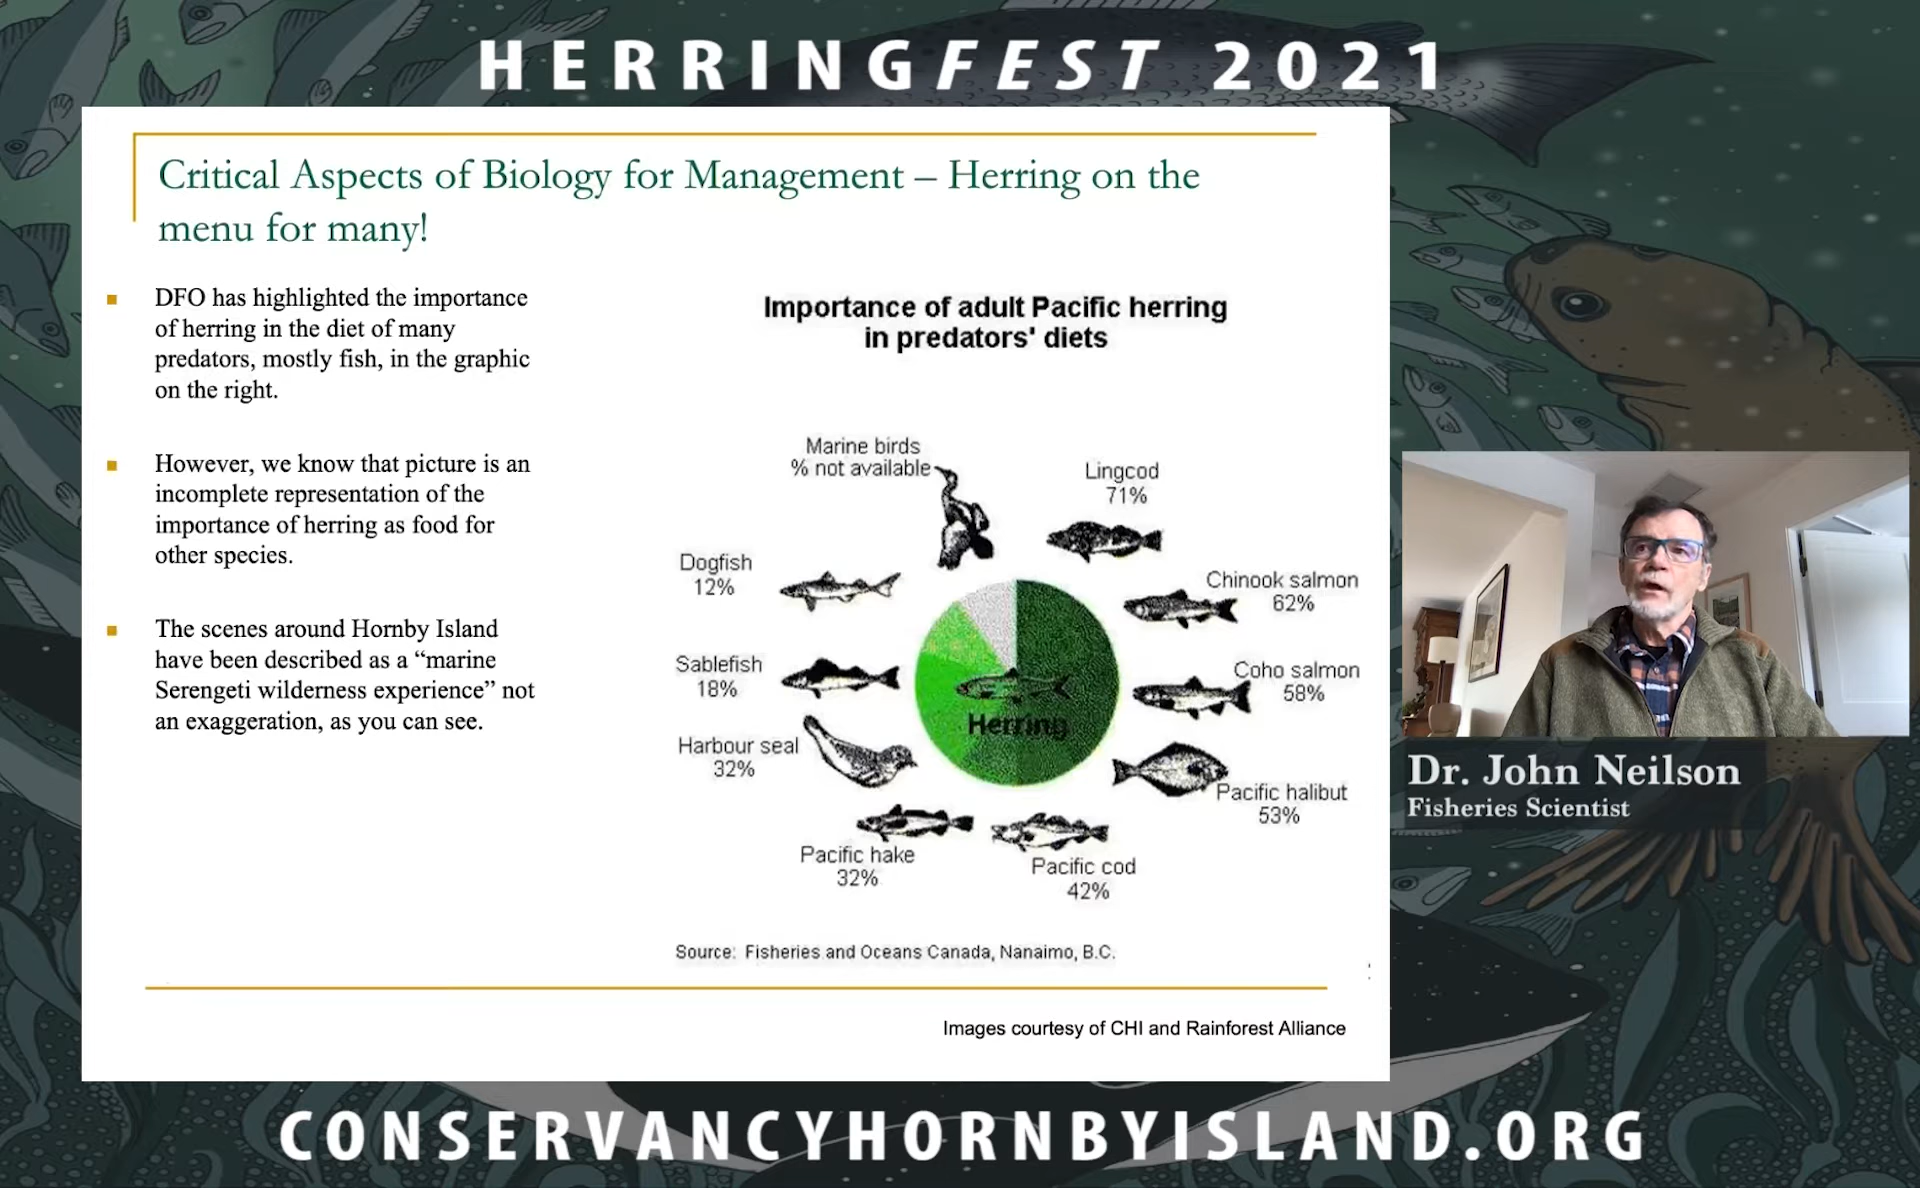 HERRINGFEST 2021
Critical Aspects of Biology for Management – Herring on the
menu for many!
DFO has highlighted the importance
of herring in the diet of many
predators, mostly fish, in the graphic
on the right.
However, we know that picture is an
incomplete representation of the
importance of herring as food for
other species.
The scenes around Hornby Island
have been described as a “marine
Serengeti wilderness experience” not
an exaggeration, as you can see.
Importance of adult Pacific herring
in predators' diets
Marine birds
% not available
Lingcod
71%
Dogfish
12%
Chinook salmon
62%
Sablefish
18%
Coho salmon
58%
Herring
Harbour seal
32%
Pacific halibut
53%
Pacific hake
32%
Pacific cod
42%
Source: Fisheries and Oceans Canada, Nanaimo, B.C.
Images courtesy of CHI and Rainforest Alliance
Dr. John Neilson
Fisheries Scientist
CONSERVANCYHORNBYISLAND.ORG